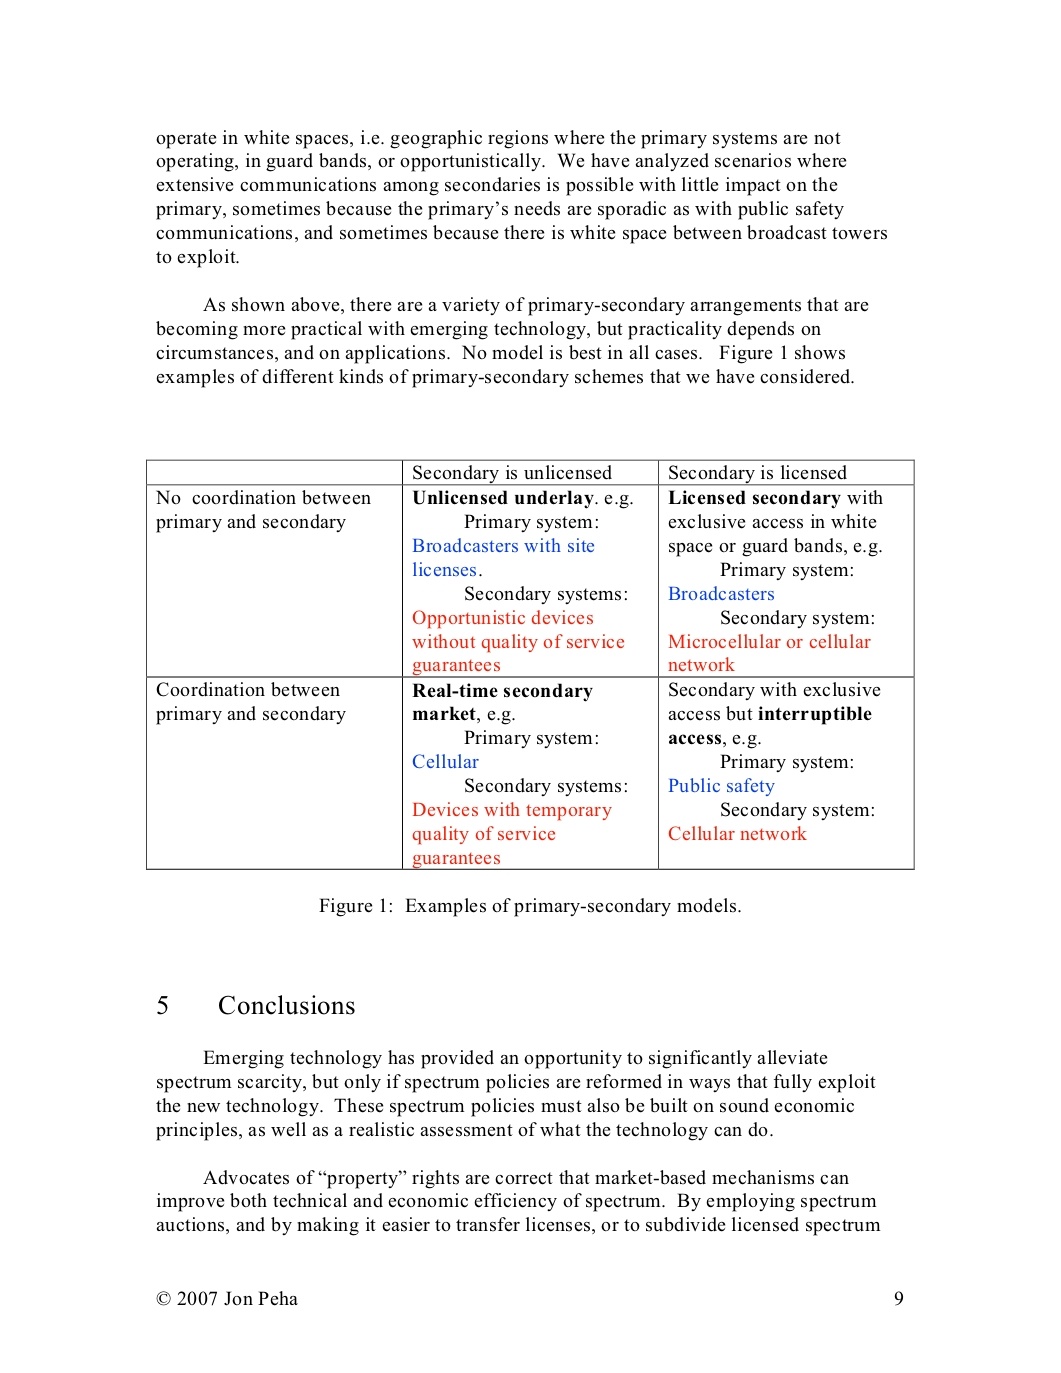 operate in white spaces, i.e. geographic regions where the primary systems are not
operating, in guard bands, or opportunistically.  We have analyzed scenarios where
extensive communications among secondaries is possible with little impact on the
primary, sometimes because the primary’s needs are sporadic as with public safety
communications, and sometimes because there is white space between broadcast towers
to exploit.
As shown above, there are a variety of primary-secondary arrangements that are
becoming more practical with emerging technology, but practicality depends on
circumstances, and on applications.  No model is best in all cases.   Figure 1 shows
examples of different kinds of primary-secondary schemes that we have considered.
Secondary is unlicensed
Secondary is licensed
No  coordination between
primary and secondary
Unlicensed underlay. e.g.
Primary system:
Broadcasters with site
licenses.
Secondary systems:
Opportunistic devices
without quality of service
guarantees
Licensed secondary with
exclusive access in white
space or guard bands, e.g.
Primary system:
Broadcasters
Secondary system:
Microcellular or cellular
network
Coordination between
primary and secondary
Real-time secondary
market, e.g.
Primary system:
Cellular
Secondary systems:
Devices with temporary
quality of service
guarantees
Secondary with exclusive
access but interruptible
access, e.g.
Primary system:
Public safety
Secondary system:
Cellular network
Figure 1:  Examples of primary-secondary models.
5 Conclusions
Emerging technology has provided an opportunity to significantly alleviate
spectrum scarcity, but only if spectrum policies are reformed in ways that fully exploit
the new technology.  These spectrum policies must also be built on sound economic
principles, as well as a realistic assessment of what the technology can do.
Advocates of “property” rights are correct that market-based mechanisms can
improve both technical and economic efficiency of spectrum.  By employing spectrum
auctions, and by making it easier to transfer licenses, or to subdivide licensed spectrum
© 2007 Jon Peha 9